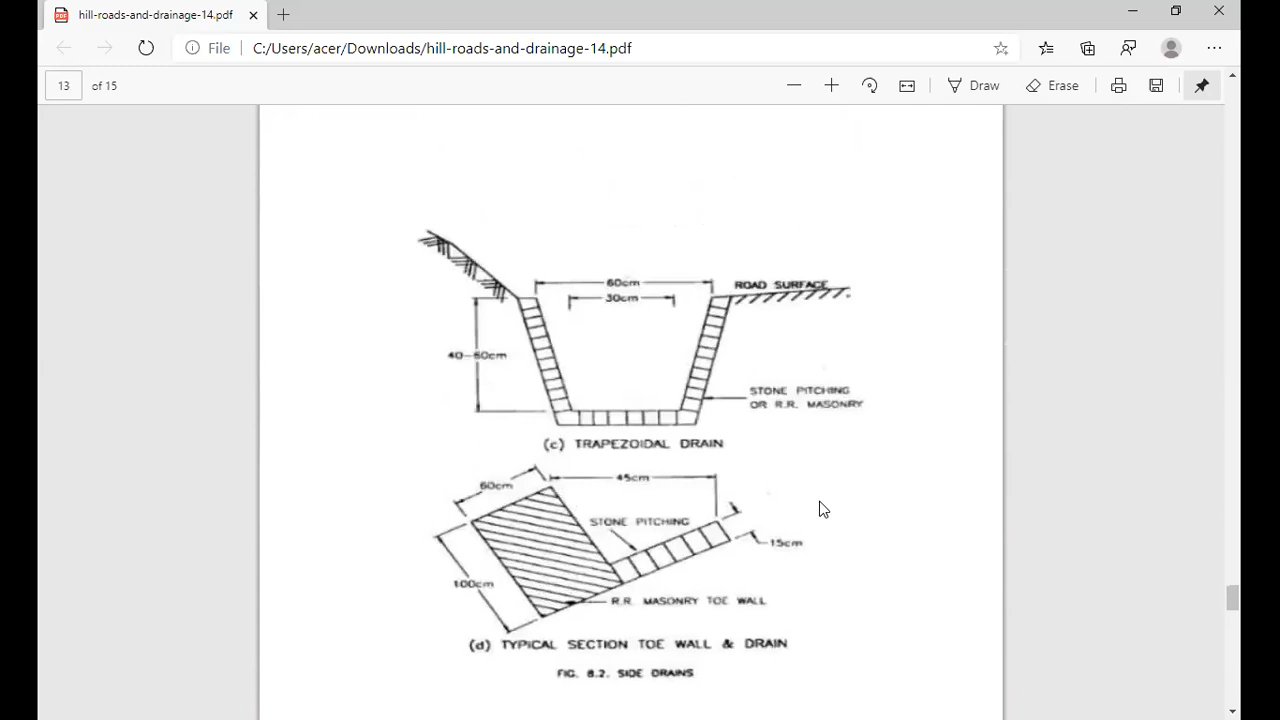 hill-roads-and-drainage-14.pdf
File C:/Users/acer/Downloads/hill-roads-and-drainage-14.pdf
13 of 15 Draw Erase
60cm
30cm
ROAD SURFACE
40-60cm
STONE PITCHING
OR R.R. MASONRY
(c) TRAPEZOIDAL DRAIN
60cm
45cm
STONE PITCHING
15cm
100cm
R.R. MASONRY TOE WALL
(d) TYPICAL SECTION TOE WALL & DRAIN
FIG. 8.2. SIDE DRAINS